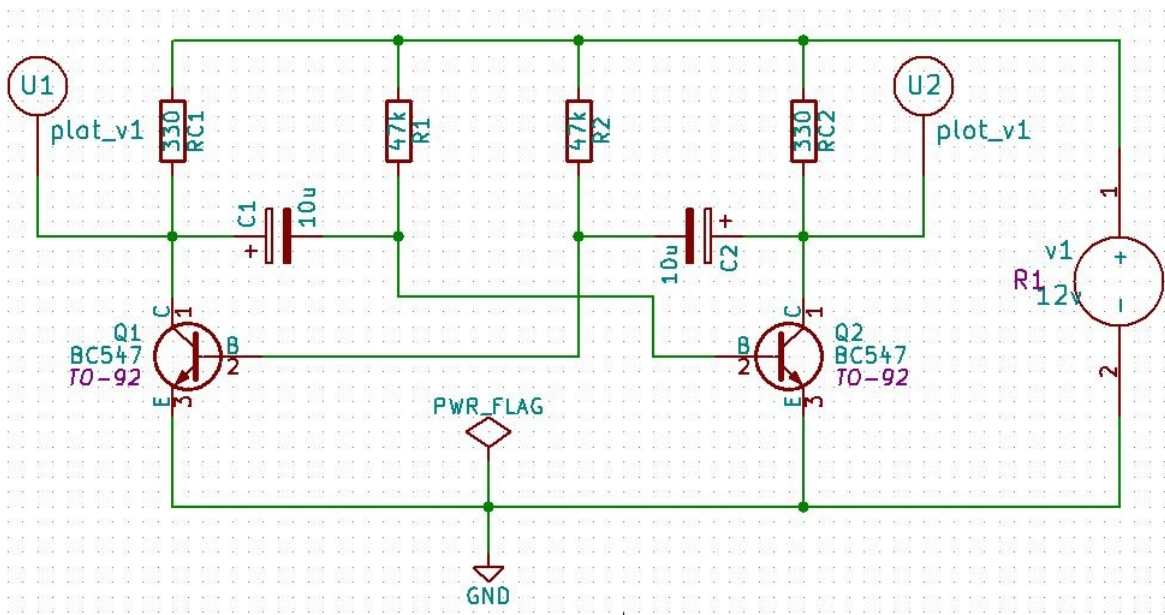 U1
plot_v1
330
RC1
47k
R1
47k
R2
330
RC2
U2
plot_v1
C1
10u
+
10u
C2
+
1
v1
R1
12v
+
-
2
Q1
BC547
TO-92
C
1
B
2
E
3
Q2
BC547
TO-92
C
1
B
2
E
3
PWR_FLAG
GND